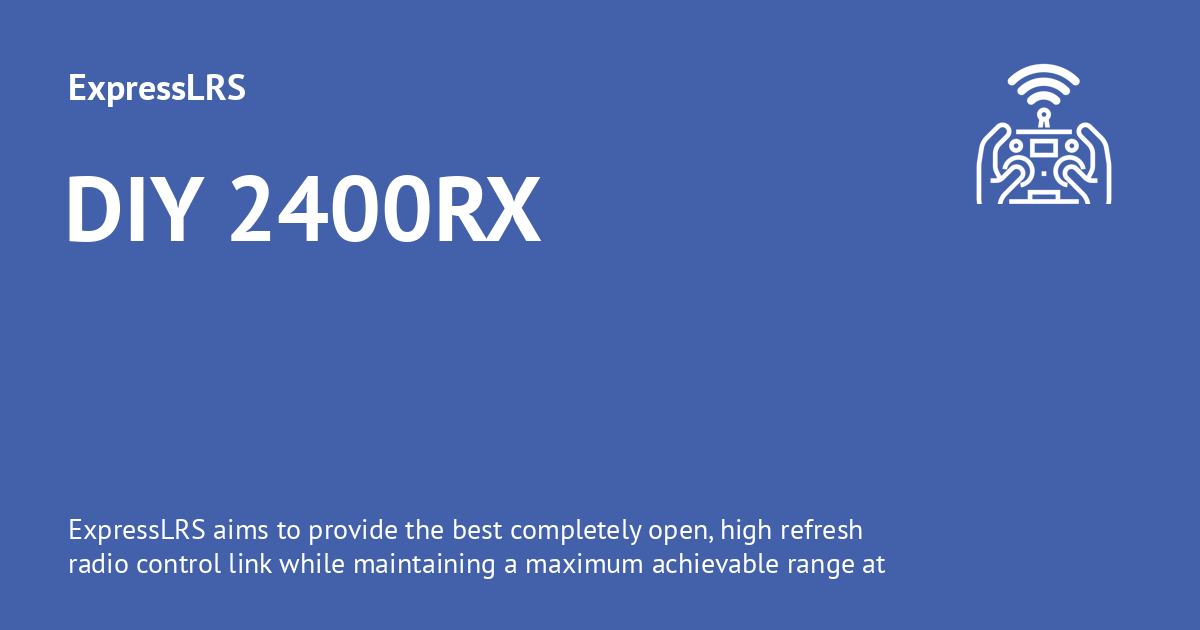 ExpressLRS
DIY 2400RX
ExpressLRS aims to provide the best completely open, high refresh
radio control link while maintaining a maximum achievable range at